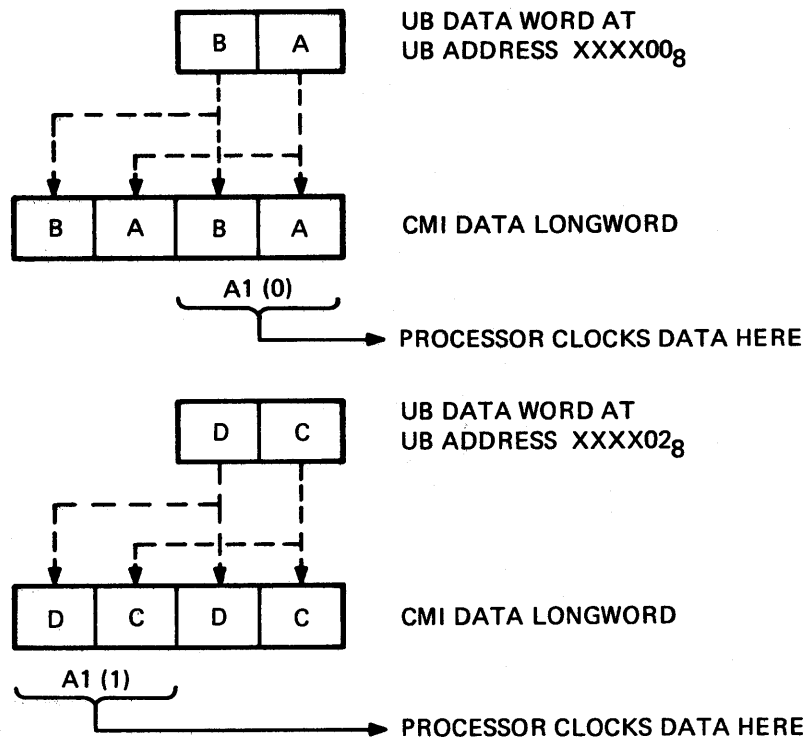 B A
UB DATA WORD AT
UB ADDRESS XXXX00₈
B A B A
CMI DATA LONGWORD
A1 (0)
PROCESSOR CLOCKS DATA HERE
D C
UB DATA WORD AT
UB ADDRESS XXXX02₈
D C D C
CMI DATA LONGWORD
A1 (1)
PROCESSOR CLOCKS DATA HERE